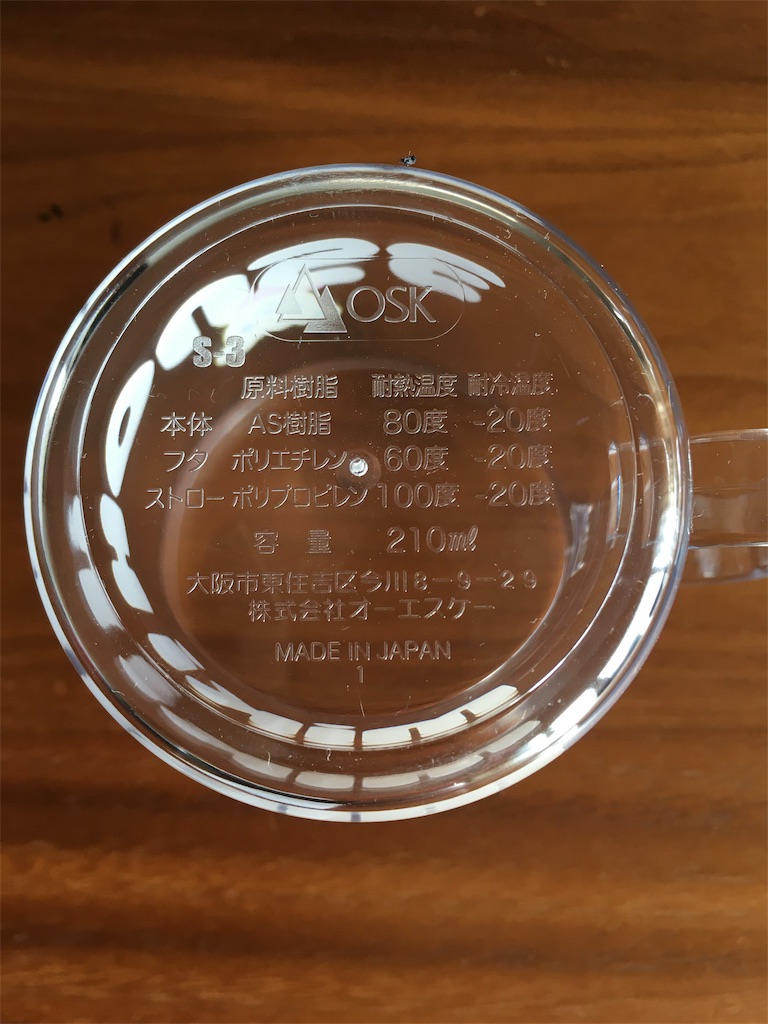 OSK
S-3
原料樹脂 耐熱温度 耐冷温度
本体 AS樹脂 80度 -20度
フタ ポリエチレン 60度 -20度
ストロー ポリプロピレン 100度 -20度
容量 210ml
大阪市東住吉区今川8-9-29
株式会社オーエスケー
MADE IN JAPAN
1